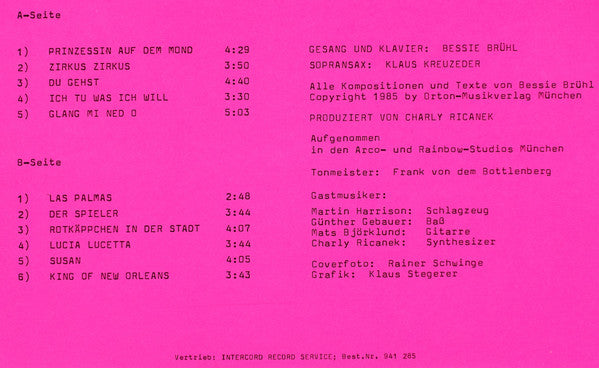 A-Seite
1) PRINZESSIN AUF DEM MOND 4:29
2) ZIRKUS ZIRKUS 3:50
3) DU GEHST 4:40
4) ICH TU WAS ICH WILL 3:30
5) GLANG MI NED O 5:03
B-Seite
1) LAS PALMAS 2:48
2) DER SPIELER 3:44
3) ROTKÄPPCHEN IN DER STADT 4:07
4) LUCIA LUCETTA 3:44
5) SUSAN 4:05
6) KING OF NEW ORLEANS 3:43
GESANG UND KLAVIER: BESSIE BRÜHL
SOPRANSAX: KLAUS KREUZEDER
Alle Kompositionen und Texte von Bessie Brühl
Copyright 1985 by Orton-Musikverlag München
PRODUZIERT VON CHARLY RICANEK
Aufgenommen
in den Arco- und Rainbow-Studios München
Tonmeister: Frank von dem Bottlenberg
Gastmusiker:
Martin Harrison: Schlagzeug
Günther Gebauer: Baß
Mats Björklund: Gitarre
Charly Ricanek: Synthesizer
Coverfoto: Rainer Schwinge
Grafik: Klaus Stegerer
Vertrieb: INTERCORD RECORD SERVICE; Best.Nr. 941 285